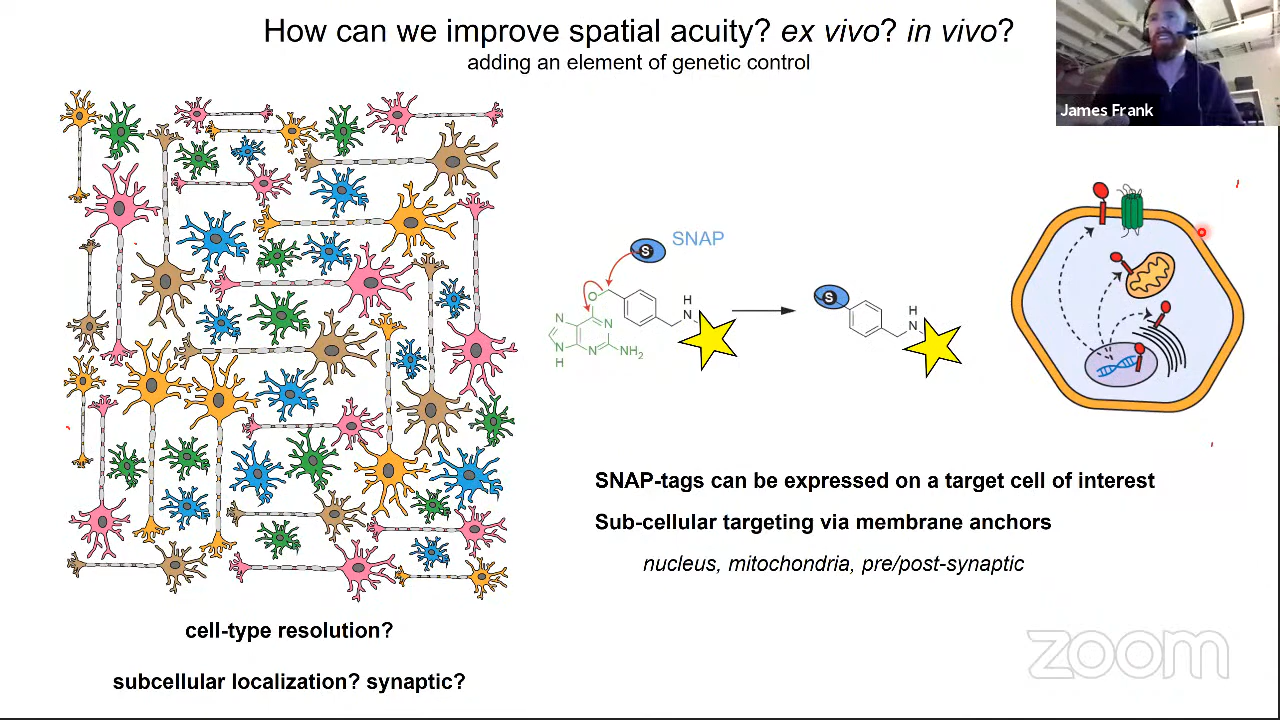 How can we improve spatial acuity? ex vivo? in vivo?
adding an element of genetic control
James Frank
S
SNAP
O
N
N
N
H
N
NH2
H
N
S
H
N
SNAP-tags can be expressed on a target cell of interest
Sub-cellular targeting via membrane anchors
nucleus, mitochondria, pre/post-synaptic
cell-type resolution?
subcellular localization? synaptic?
zoom